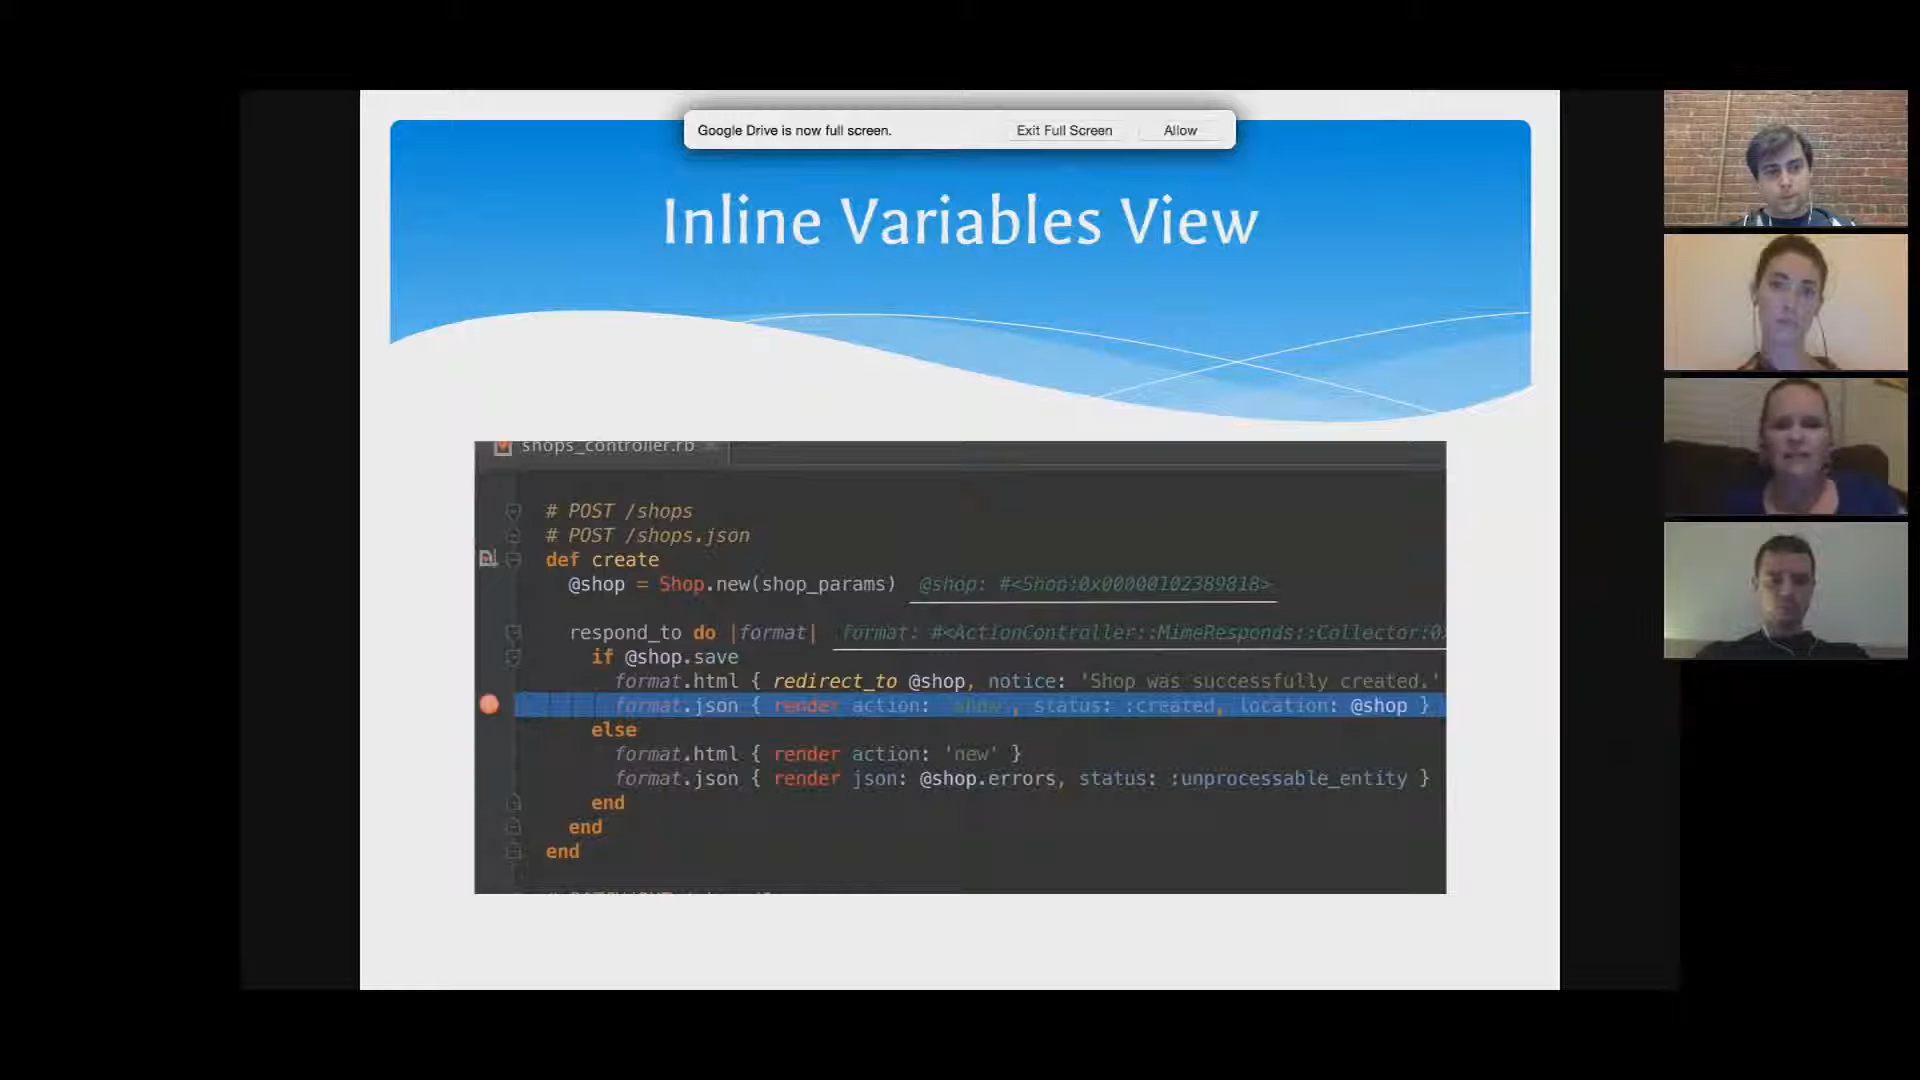 Google Drive is now full screen. Exit Full Screen Allow
Inline Variables View
shops_controller.rb
# POST /shops
# POST /shops.json
def create
@shop = Shop.new(shop_params) @shop: #<Shop:0x00000102389818>
respond_to do |format| format: #<ActionController::MimeResponds::Collector:0
if @shop.save
format.html { redirect_to @shop, notice: 'Shop was successfully created.'
format.json { render action: 'show', status: :created, location: @shop }
else
format.html { render action: 'new' }
format.json { render json: @shop.errors, status: :unprocessable_entity }
end
end
end